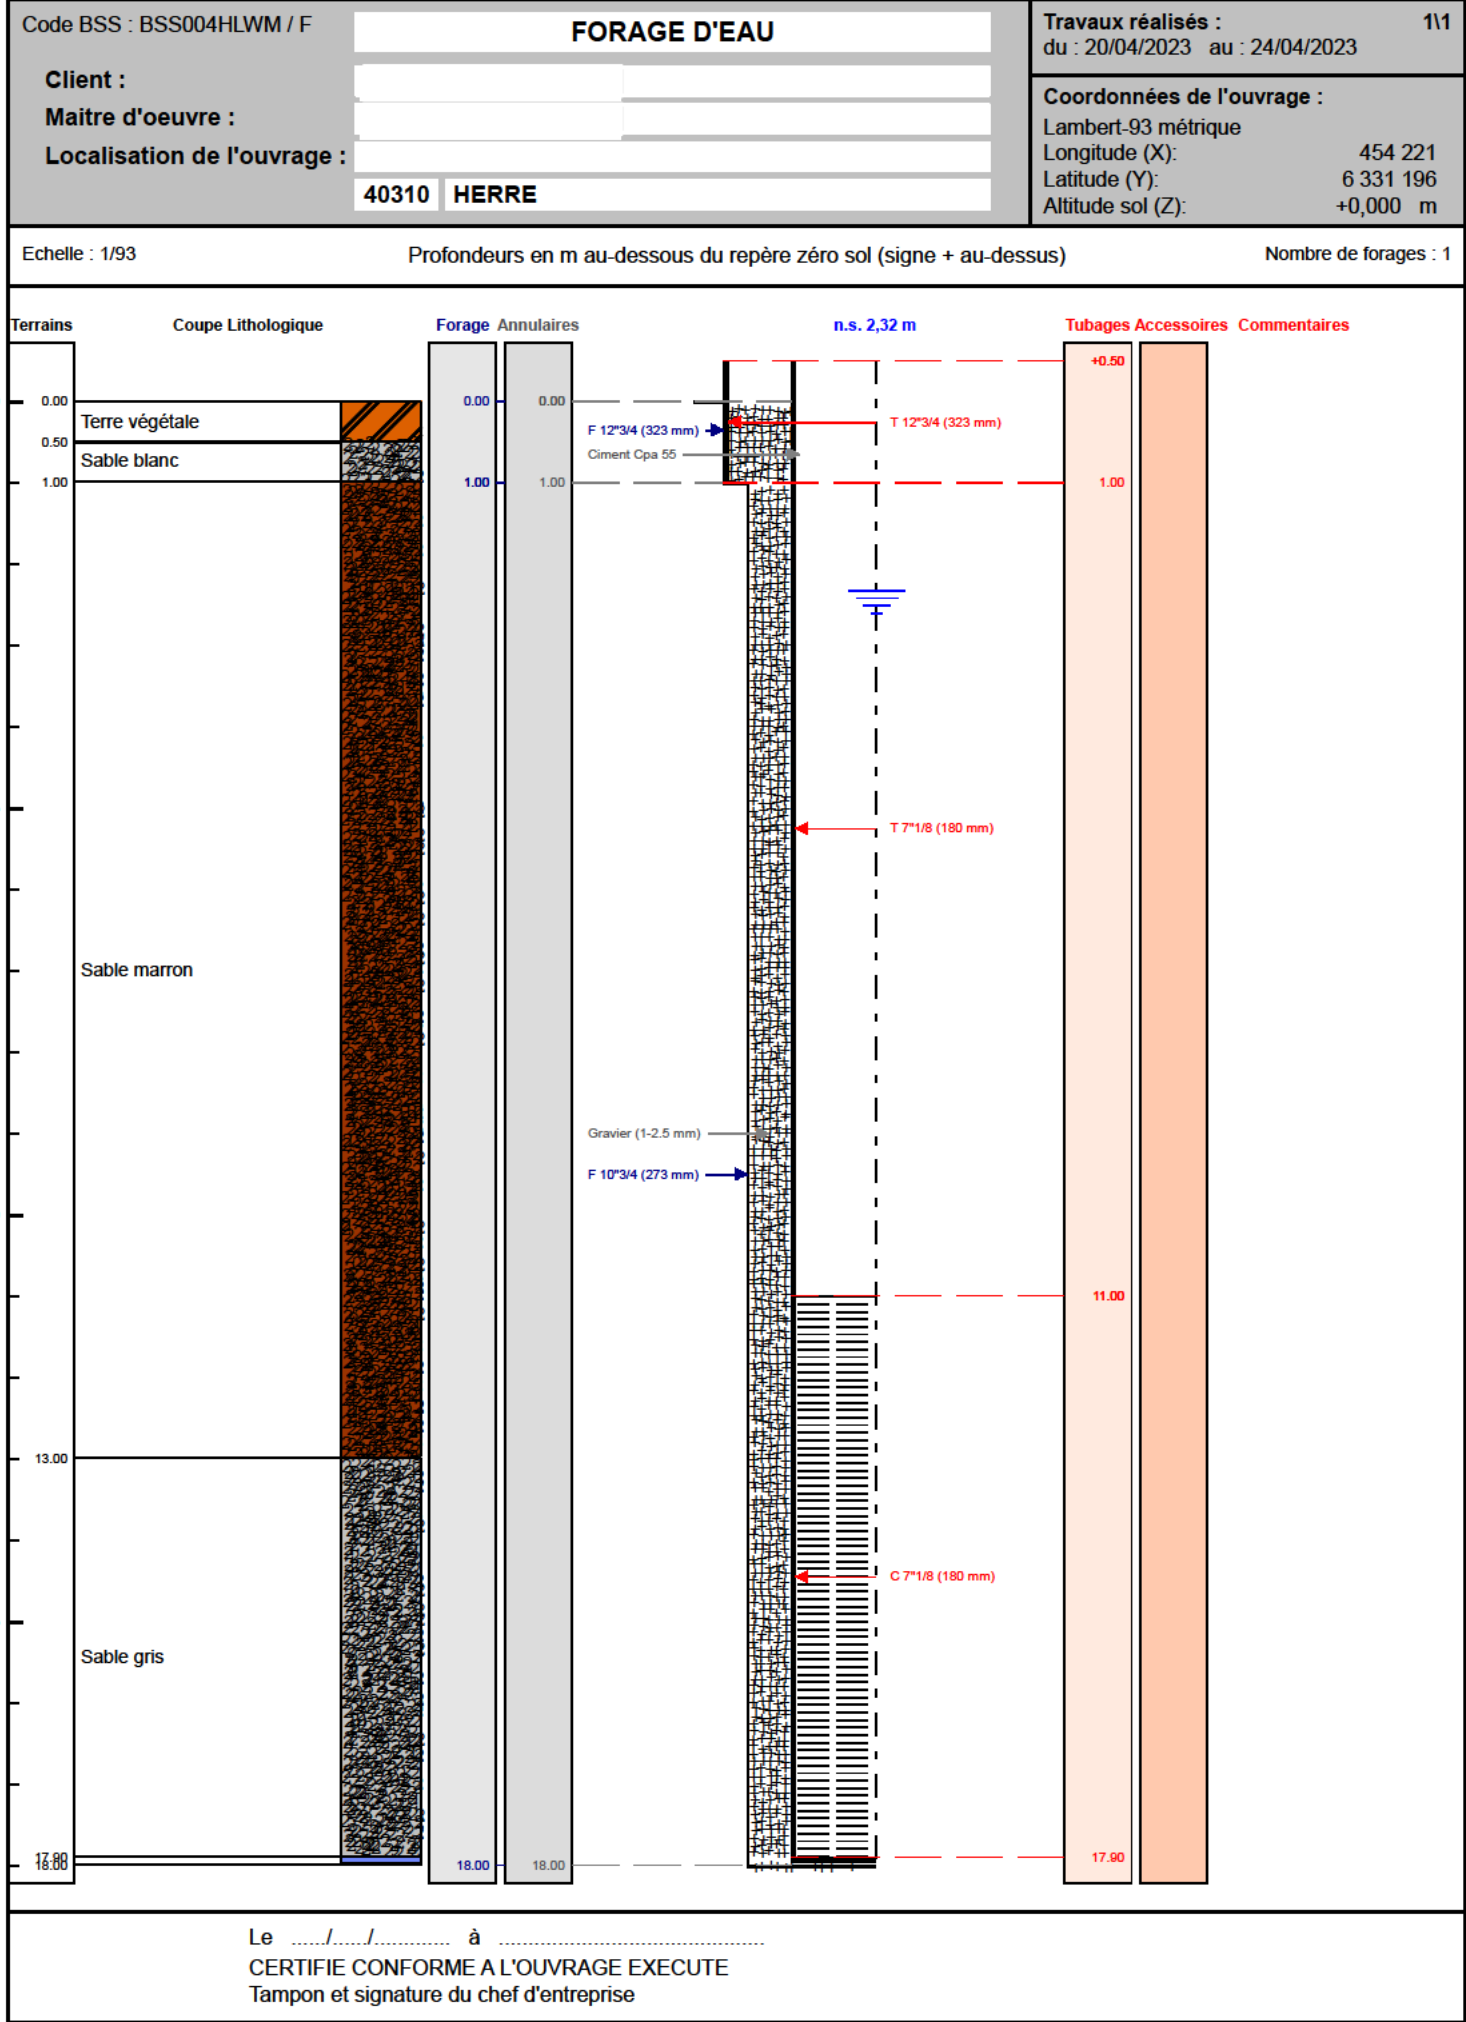 Code BSS : BSS004HLWM / F
FORAGE D'EAU
Travaux réalisés : 1\1
du : 20/04/2023 au : 24/04/2023
Client :
Maitre d'oeuvre :
Localisation de l'ouvrage :
40310 HERRE
Coordonnées de l'ouvrage :
Lambert-93 métrique
Longitude (X): 454 221
Latitude (Y): 6 331 196
Altitude sol (Z): +0,000 m
Echelle : 1/93
Profondeurs en m au-dessous du repère zéro sol (signe + au-dessus)
Nombre de forages : 1
Terrains Coupe Lithologique Forage Annulaires n.s. 2,32 m Tubages Accessoires Commentaires
+0.50
0.00 0.00 0.00
Terre végétale
T 12"3/4 (323 mm)
F 12"3/4 (323 mm)
0.50
Ciment Cpa 55
Sable blanc
1.00 1.00 1.00 1.00
T 7"1/8 (180 mm)
Sable marron
Gravier (1-2.5 mm)
F 10"3/4 (273 mm)
11.00
13.00
C 7"1/8 (180 mm)
Sable gris
17.90 17.90
18.00 18.00 18.00
Le ....../....../............. à ..............................................
CERTIFIE CONFORME A L'OUVRAGE EXECUTE
Tampon et signature du chef d'entreprise